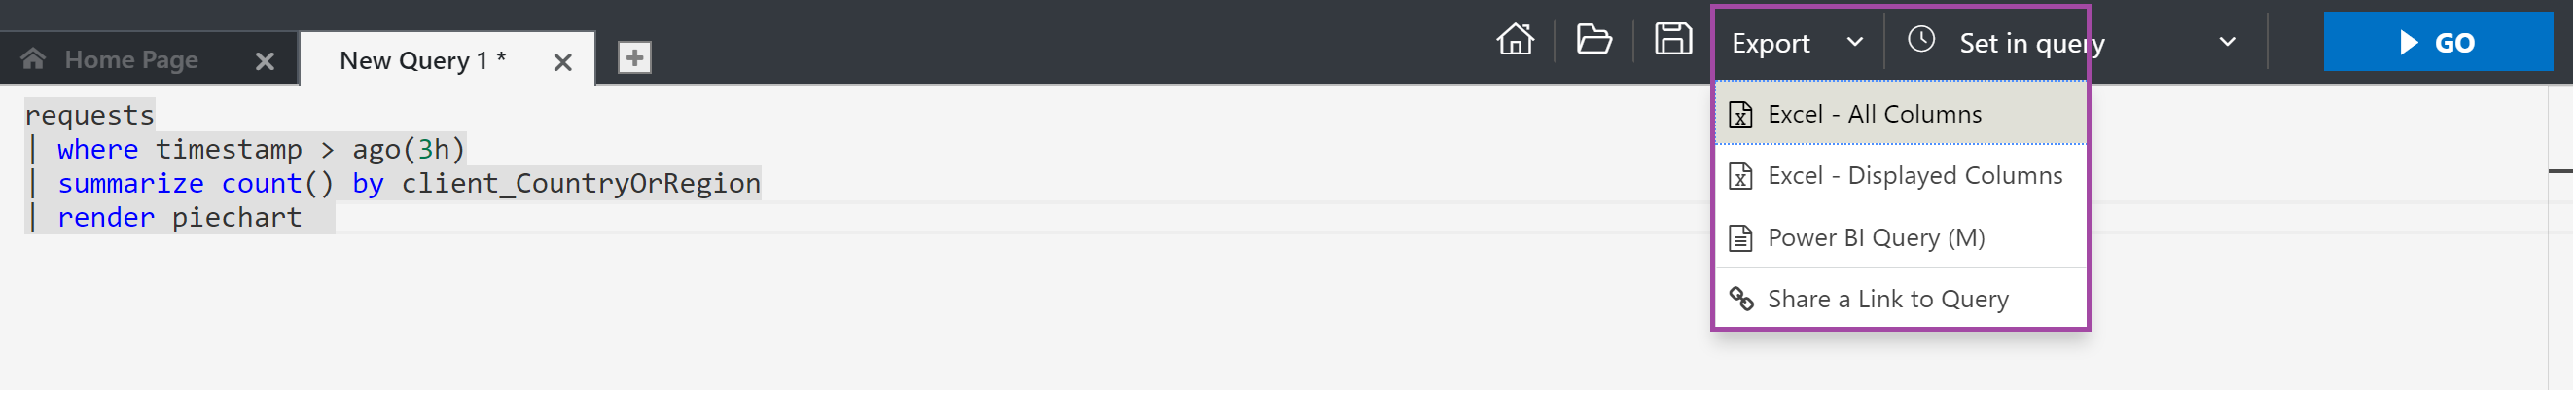 Home Page
New Query 1 *
Export
Set in query
GO
requests
| where timestamp > ago(3h)
| summarize count() by client_CountryOrRegion
| render piechart
Excel - All Columns
Excel - Displayed Columns
Power BI Query (M)
Share a Link to Query